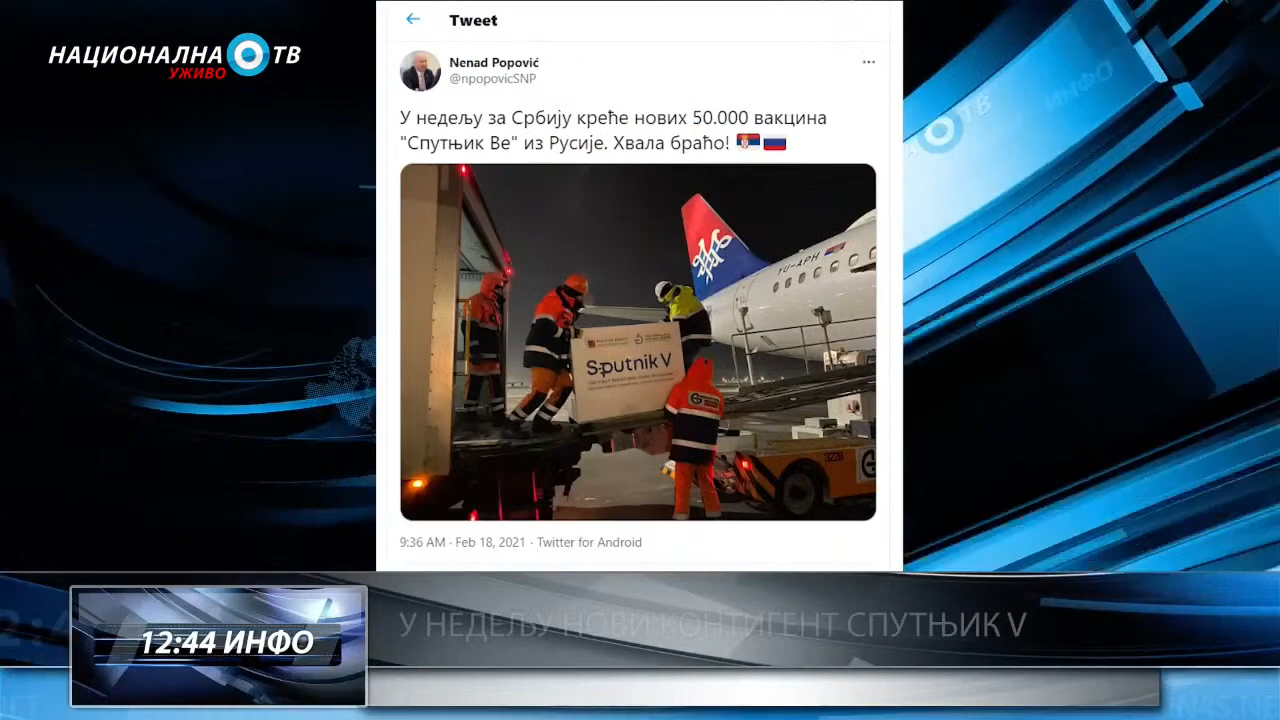 НАЦИОНАЛНА ТВ
УЖИВО
Tweet
Nenad Popović
@npopovicSNP
У недељу за Србију креће нових 50.000 вакцина
"Спутњик Ве" из Русије. Хвала браћо!
YU-APH
Sputnik V
322B
9:36 AM · Feb 18, 2021 · Twitter for Android
У НЕДЕЉУ НОВИ КОНТИГЕНТ СПУТЊИК V
12:44 ИНФО